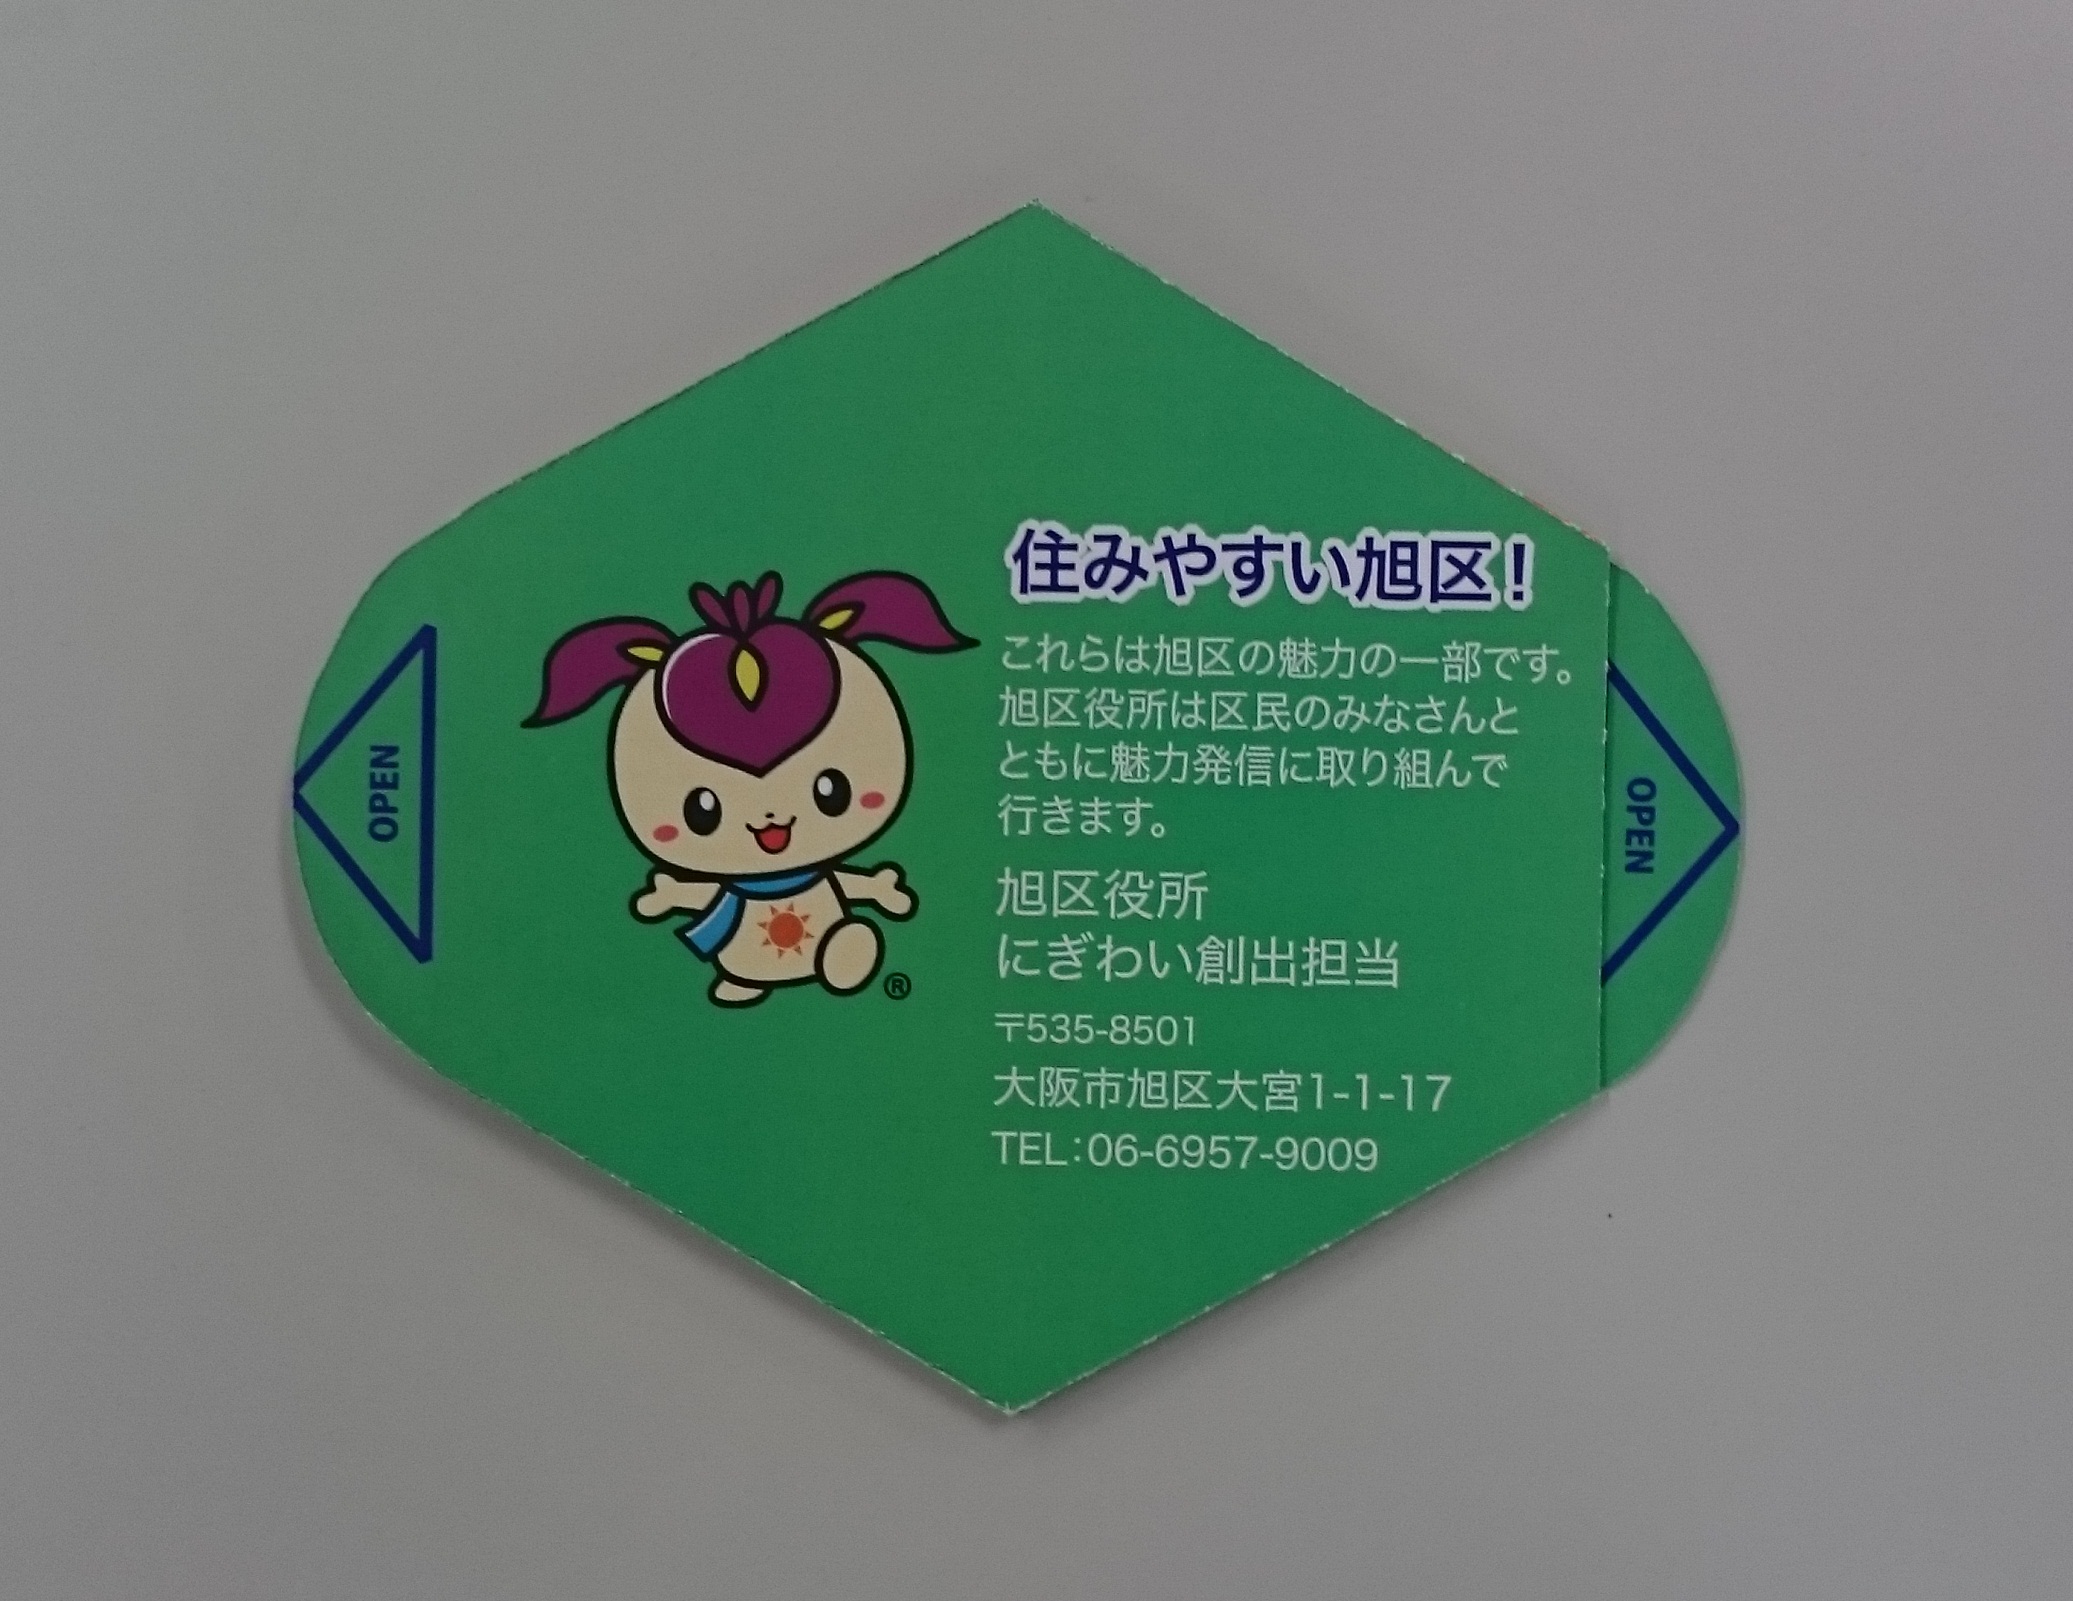 住みやすい旭区!
これらは旭区の魅力の一部です。
旭区役所は区民のみなさんと
ともに魅力発信に取り組んで
行きます。
旭区役所
にぎわい創出担当
〒535-8501
大阪市旭区大宮1-1-17
TEL:06-6957-9009
OPEN
OPEN
®